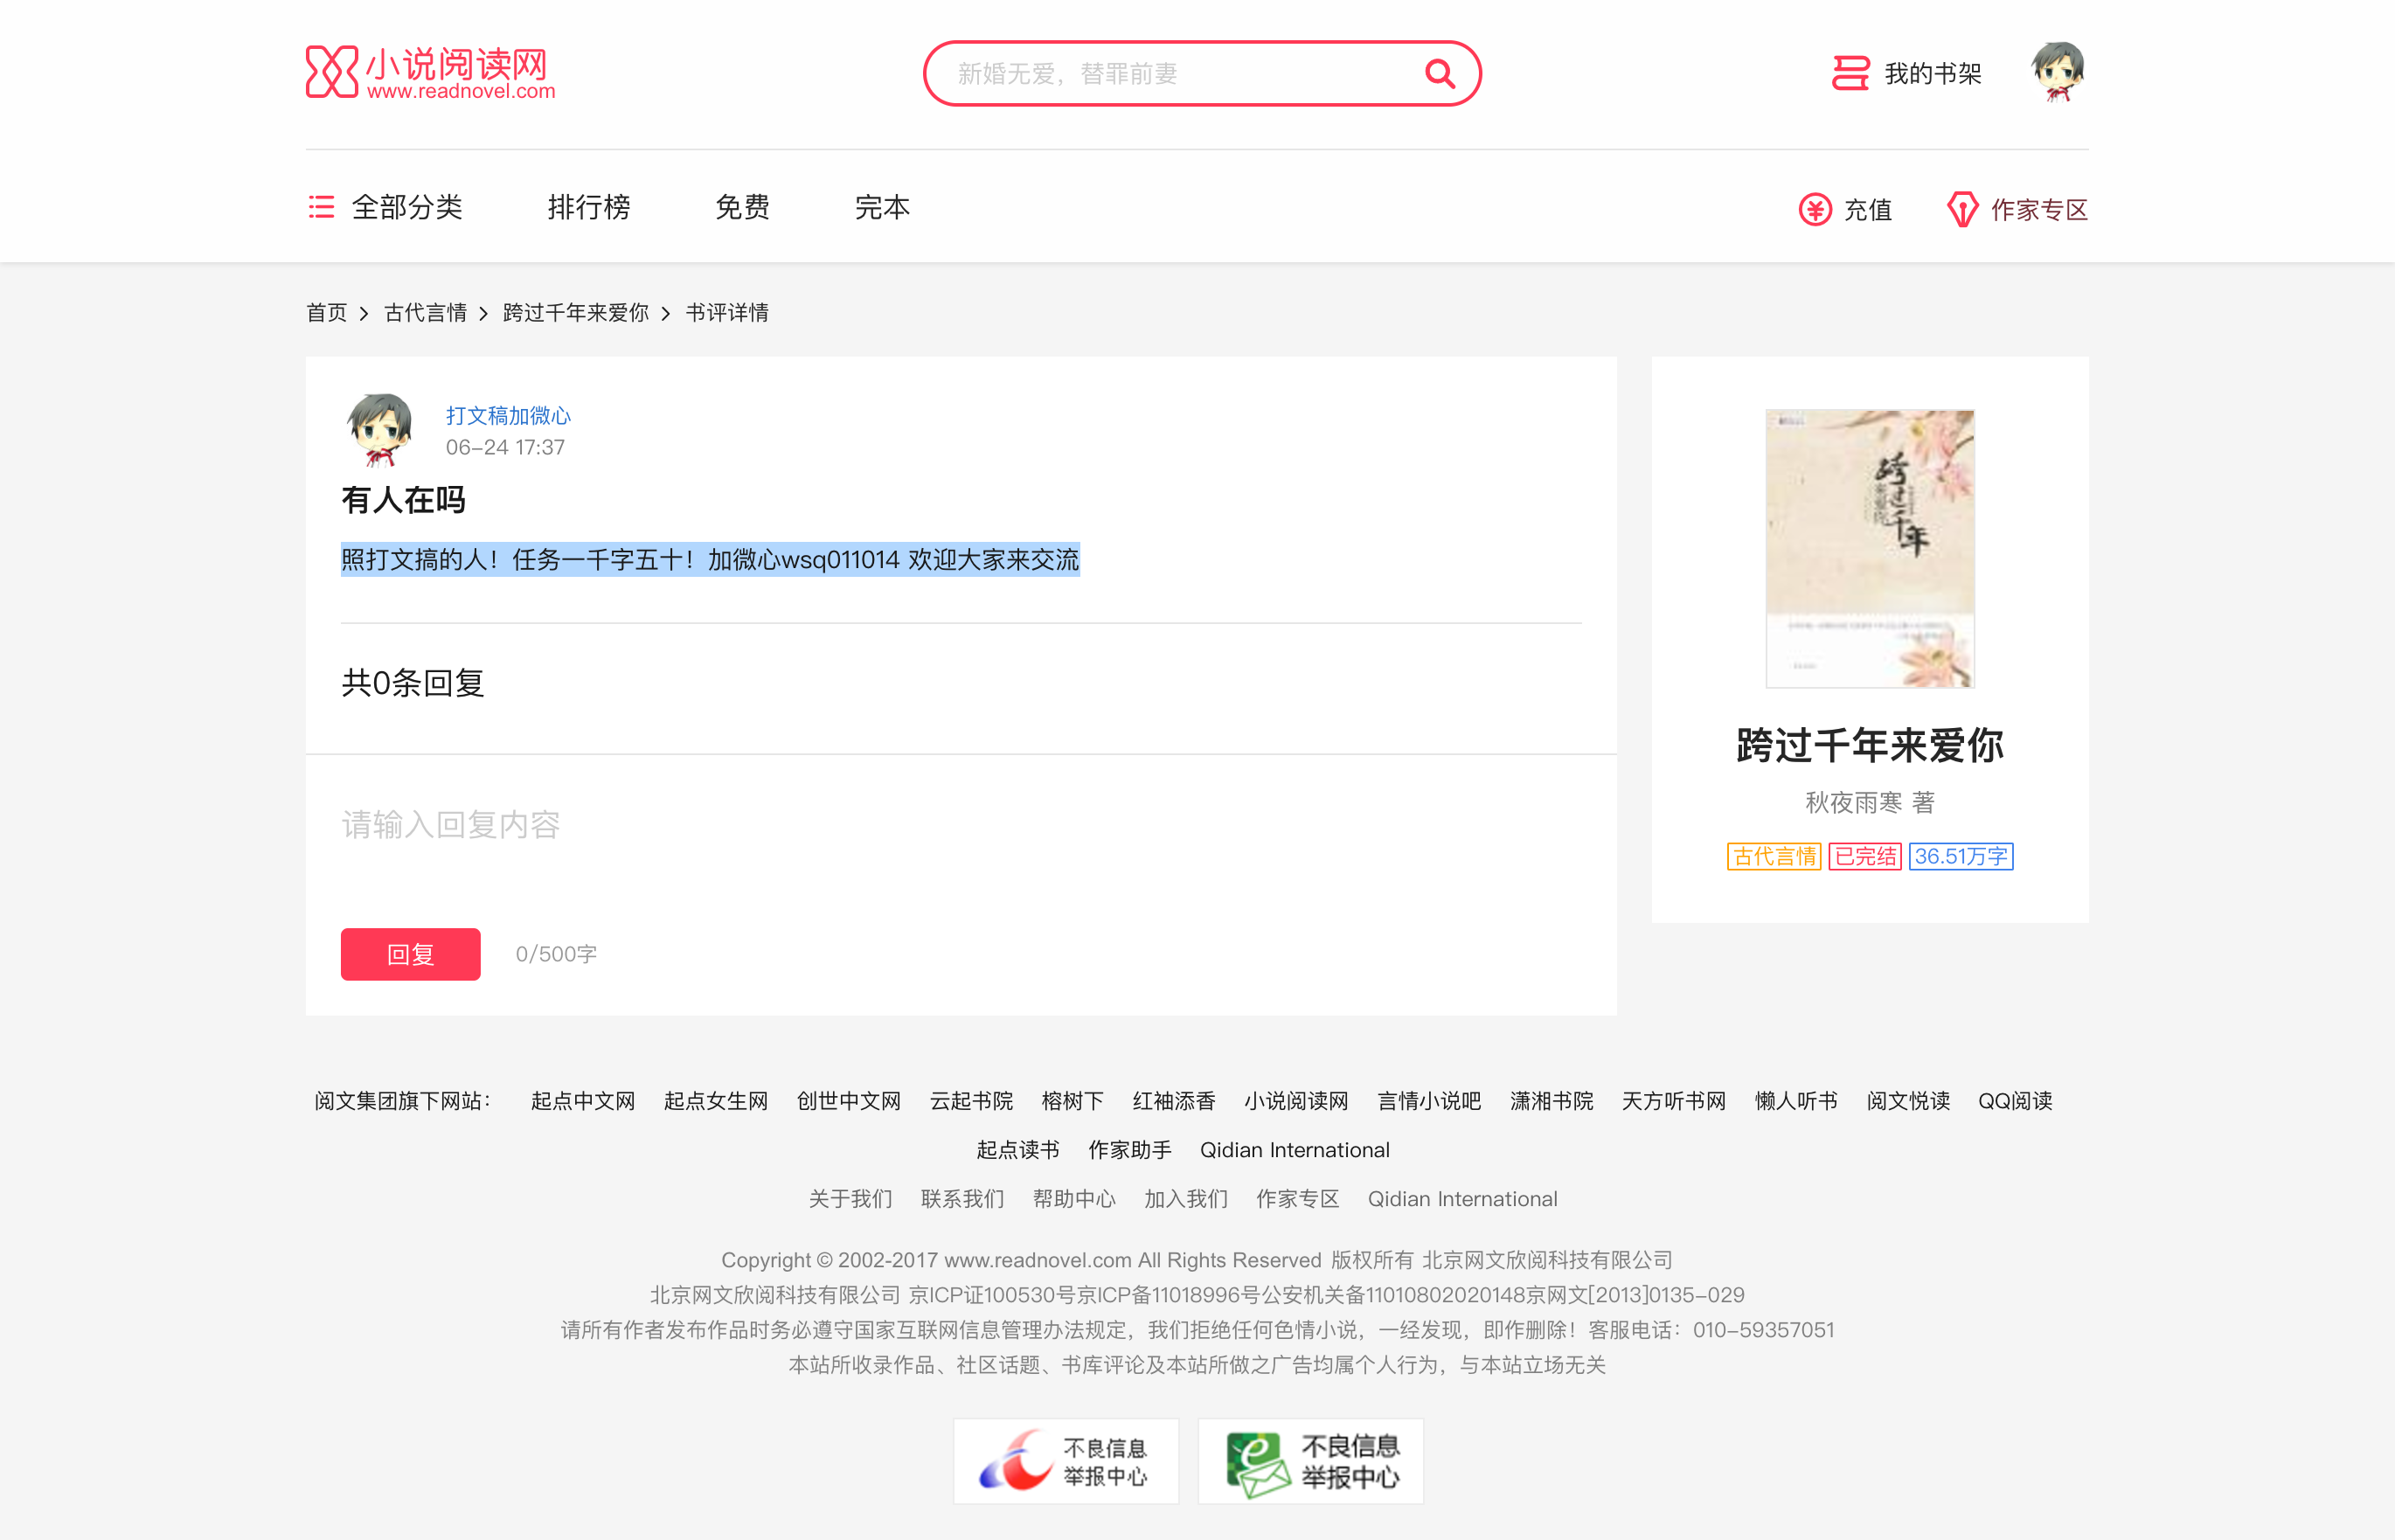 小说阅读网
www.readnovel.com
新婚无爱，替罪前妻
我的书架
全部分类 排行榜 免费 完本
充值 作家专区
首页 > 古代言情 > 跨过千年来爱你 > 书评详情
打文稿加微心
06-24 17:37
有人在吗
照打文搞的人！任务一千字五十！加微心wsq011014 欢迎大家来交流
共0条回复
请输入回复内容
回复 0/500字
跨过千年
跨过千年来爱你
秋夜雨寒 著
古代言情 已完结 36.51万字
阅文集团旗下网站： 起点中文网 起点女生网 创世中文网 云起书院 榕树下 红袖添香 小说阅读网 言情小说吧 潇湘书院 天方听书网 懒人听书 阅文悦读 QQ阅读
起点读书 作家助手 Qidian International
关于我们 联系我们 帮助中心 加入我们 作家专区 Qidian International
Copyright © 2002-2017 www.readnovel.com All Rights Reserved 版权所有 北京网文欣阅科技有限公司
北京网文欣阅科技有限公司 京ICP证100530号京ICP备11018996号公安机关备11010802020148京网文[2013]0135-029
请所有作者发布作品时务必遵守国家互联网信息管理办法规定，我们拒绝任何色情小说，一经发现，即作删除！客服电话：010-59357051
本站所收录作品、社区话题、书库评论及本站所做之广告均属个人行为，与本站立场无关
不良信息
举报中心
不良信息
举报中心